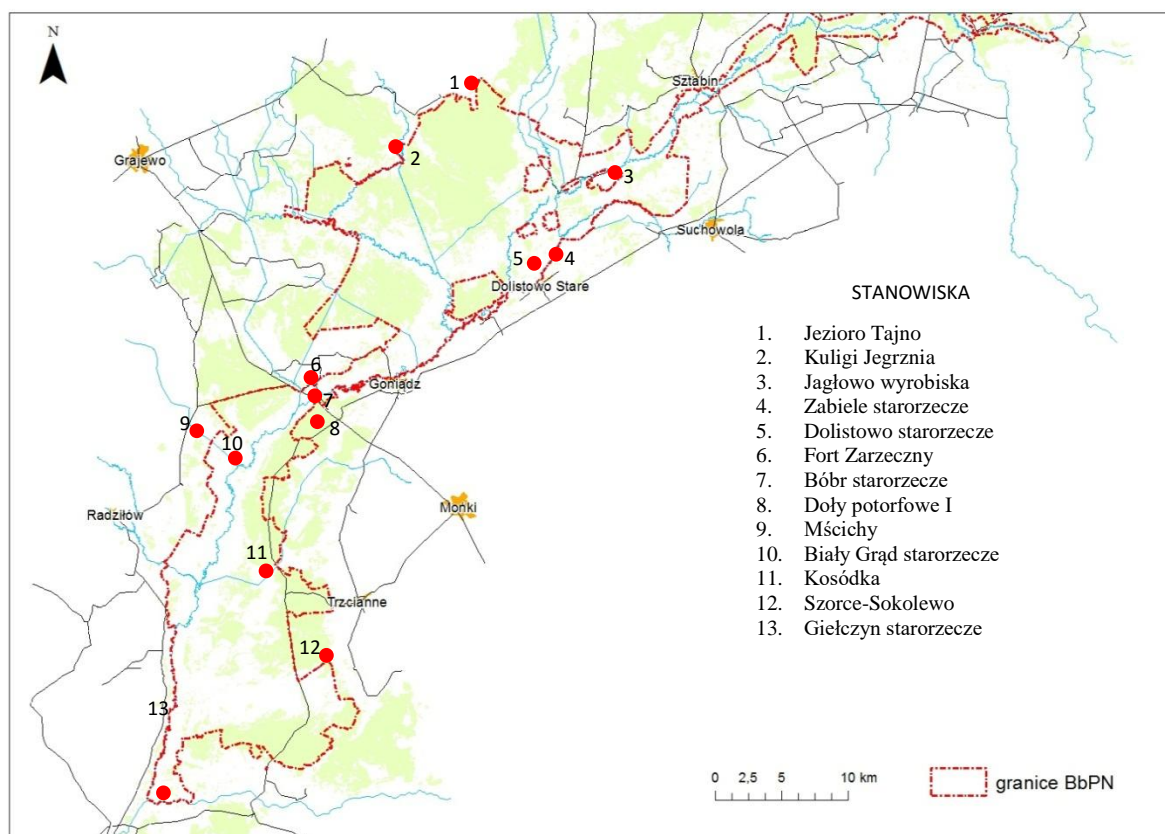 N
1
Sztabin
Grajewo
2
3
Suchowola
5
4
Dolistowo Stare
STANOWISKA
1. Jezioro Tajno
2. Kuligi Jegrznia
3. Jagłowo wyrobiska
4. Zabiele starorzecze
5. Dolistowo starorzecze
6. Fort Zarzeczny
7. Bóbr starorzecze
8. Doły potorfowe I
9. Mścichy
10. Biały Grąd starorzecze
11. Kosódka
12. Szorce-Sokolewo
13. Giełczyn starorzecze
6
Goniądz
7
8
9
10
Radziłów
Mońki
11
Trzcianne
12
13
0 2,5 5 10 km
granice BbPN